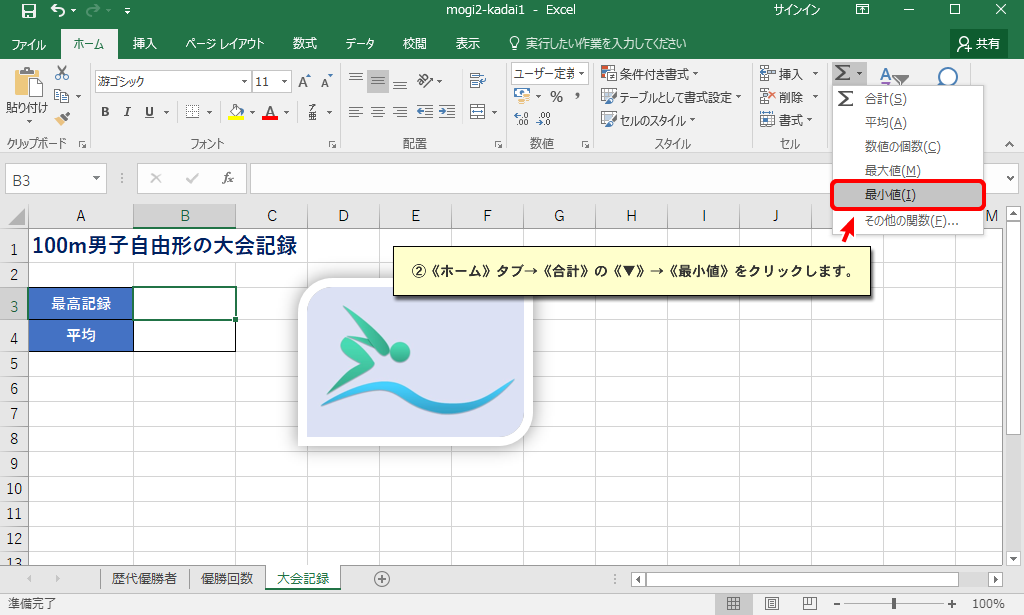 mogi2-kadai1 - Excel
サインイン
ファイル ホーム 挿入 ページ レイアウト 数式 データ 校閲 表示 実行したい作業を入力してください 共有
貼り付け
游ゴシック 11
B I U A
ユーザー定義
% ,
条件付き書式
テーブルとして書式設定
セルのスタイル
挿入
削除
書式
クリップボード フォント 配置 数値 スタイル セル
Σ
Σ 合計(S)
平均(A)
数値の個数(C)
最大値(M)
最小値(I)
その他の関数(F)...
B3 fx
A B C D E F G H I J M
1 100m男子自由形の大会記録
②《ホーム》タブ→《合計》の《▼》→《最小値》をクリックします。
2
3 最高記録
4 平均
5
6
7
8
9
10
11
12
13
歴代優勝者 優勝回数 大会記録
準備完了 100%